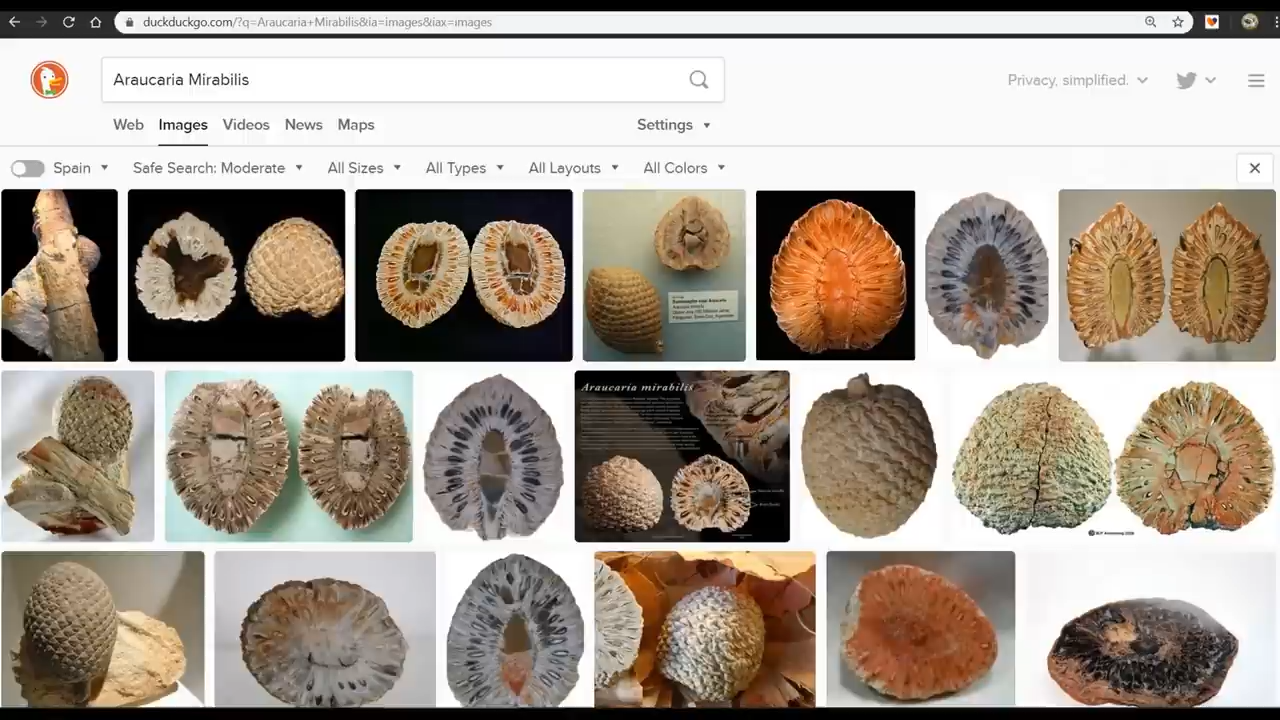 duckduckgo.com/?q=Araucaria+Mirabilis&ia=images&iax=images
Araucaria Mirabilis
Privacy, simplified.
Web Images Videos News Maps Settings
Spain Safe Search: Moderate All Sizes All Types All Layouts All Colors
Araucaria mirabilis